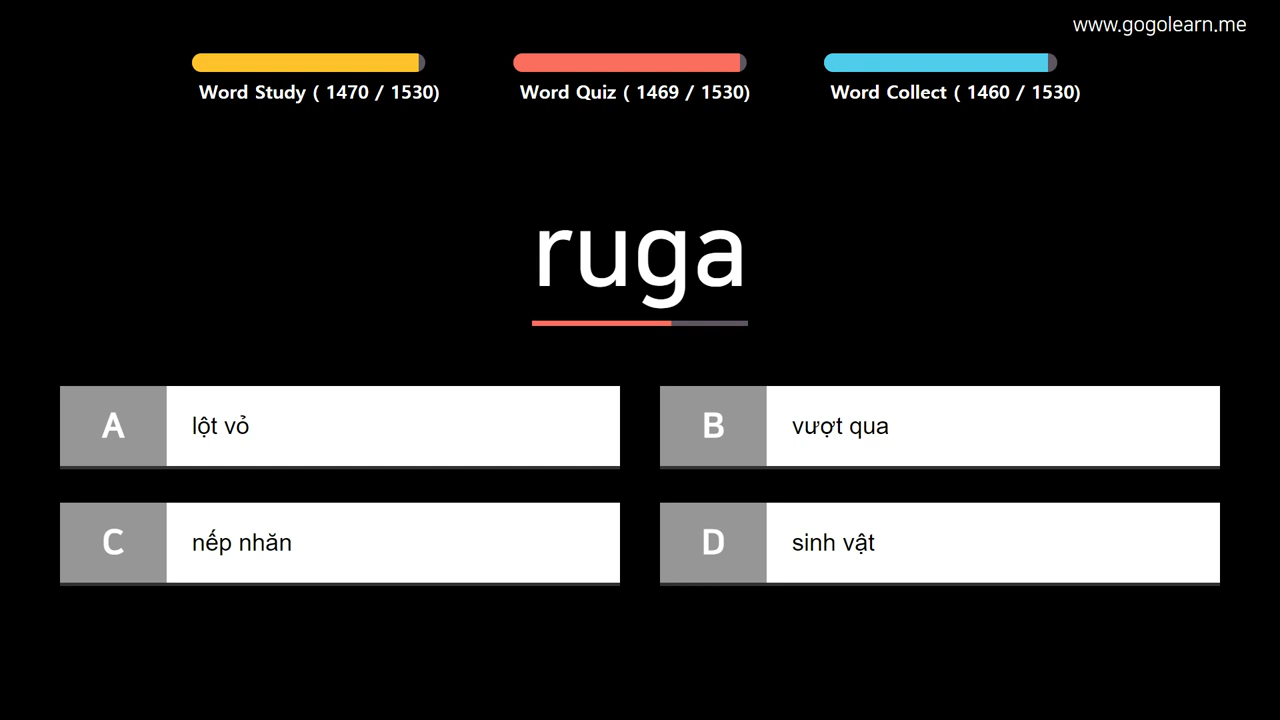 www.gogolearn.me
Word Study ( 1470 / 1530)
Word Quiz ( 1469 / 1530)
Word Collect ( 1460 / 1530)
ruga
A lột vỏ
B vượt qua
C nếp nhăn
D sinh vật